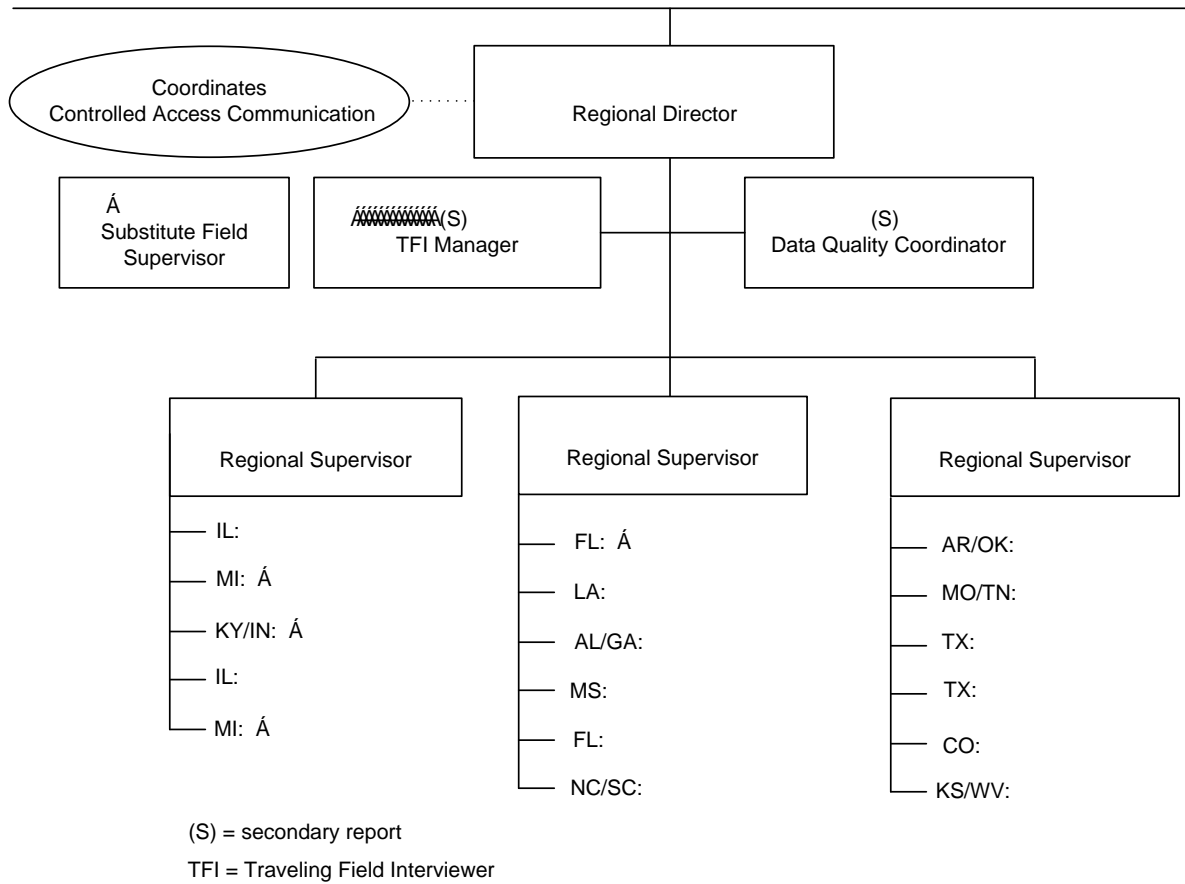 Coordinates
Controlled Access Communication
Regional Director
Á
Substitute Field
Supervisor
(S)
TFI Manager
(S)
Data Quality Coordinator
Regional Supervisor
IL:
MI: Á
KY/IN: Á
IL:
MI: Á
Regional Supervisor
FL: Á
LA:
AL/GA:
MS:
FL:
NC/SC:
Regional Supervisor
AR/OK:
MO/TN:
TX:
TX:
CO:
KS/WV:
(S) = secondary report
TFI = Traveling Field Interviewer